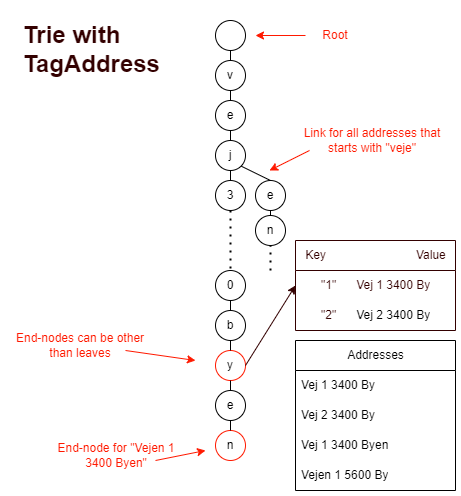 Trie with
TagAddress
Root
v
e
j
Link for all addresses that
starts with "veje"
3
e
n
Key Value
"1" Vej 1 3400 By
"2" Vej 2 3400 By
0
b
End-nodes can be other
than leaves
y
e
n
End-node for "Vejen 1
3400 Byen"
Addresses
Vej 1 3400 By
Vej 2 3400 By
Vej 1 3400 Byen
Vejen 1 5600 By